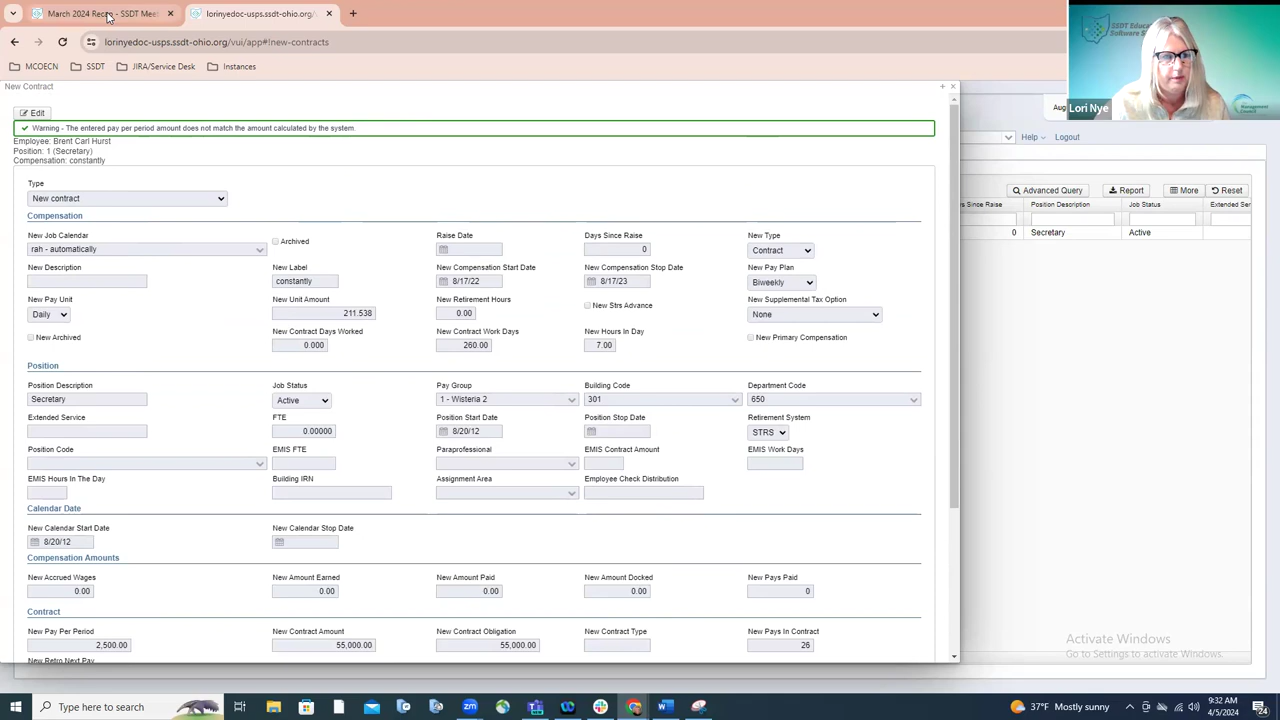 March 2024 Recap - SSDT Mee
lorinyedoc-usps.ssdt-ohio.org/vui/a
lorinyedoc-usps.ssdt-ohio.org/vui/app#!new-contracts
MCOECN SSDT JIRA/Service Desk Instances
SSDT Educa
Software S
Lori Nye
Management
Council
New Contract
Aug
Edit
Help Logout
Warning - The entered pay per period amount does not match the amount calculated by the system.
Employee: Brent Carl Hurst
Position: 1 (Secretary)
Compensation: constantly
Advanced Query Report More Reset
s Since Raise Position Description Job Status Extended Ser
0 Secretary Active
Type
New contract
Compensation
New Job Calendar Archived Raise Date Days Since Raise New Type
rah - automatically 0 Contract
New Description New Label New Compensation Start Date New Compensation Stop Date New Pay Plan
constantly 8/17/22 8/17/23 Biweekly
New Pay Unit New Unit Amount New Retirement Hours New Strs Advance New Supplemental Tax Option
Daily 211.538 0.00 None
New Archived New Contract Days Worked New Contract Work Days New Hours In Day New Primary Compensation
0.000 260.00 7.00
Position
Position Description Job Status Pay Group Building Code Department Code
Secretary Active 1 - Wisteria 2 301 650
Extended Service FTE Position Start Date Position Stop Date Retirement System
0.00000 8/20/12 STRS
Position Code EMIS FTE Paraprofessional EMIS Contract Amount EMIS Work Days
EMIS Hours In The Day Building IRN Assignment Area Employee Check Distribution
Calendar Date
New Calendar Start Date New Calendar Stop Date
8/20/12
Compensation Amounts
New Accrued Wages New Amount Earned New Amount Paid New Amount Docked New Pays Paid
0.00 0.00 0.00 0.00 0
Contract
New Pay Per Period New Contract Amount New Contract Obligation New Contract Type New Pays In Contract
2,500.00 55,000.00 55,000.00 26
New Retro Next Pay
Activate Windows
Go to Settings to activate Windows.
Type here to search
37°F Mostly sunny
9:32 AM
4/5/2024
24